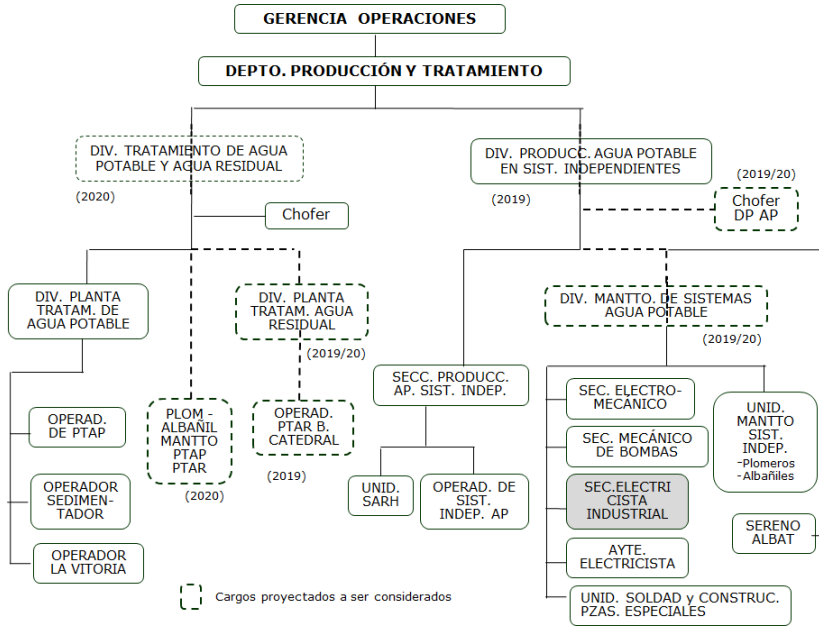 GERENCIA OPERACIONES
DEPTO. PRODUCCIÓN Y TRATAMIENTO
DIV. TRATAMIENTO DE AGUA
POTABLE Y AGUA RESIDUAL
(2020)
DIV. PRODUCC. AGUA POTABLE
EN SIST. INDEPENDIENTES
(2019)
(2019/20)
Chofer
DP AP
Chofer
DIV. PLANTA
TRATAM. DE
AGUA POTABLE
DIV. PLANTA
TRATAM. AGUA
RESIDUAL
(2019/20)
DIV. MANTTO. DE SISTEMAS
AGUA POTABLE
(2019/20)
SECC. PRODUCC.
AP. SIST. INDEP.
OPERAD.
DE PTAP
PLOM -
ALBAÑIL
MANTTO
PTAP
PTAR
(2020)
OPERAD.
PTAR B.
CATEDRAL
(2019)
SEC. ELECTRO-
MECÁNICO
SEC. MECÁNICO
DE BOMBAS
UNID.
MANTTO
SIST.
INDEP.
-Plomeros
-Albañiles
OPERADOR
SEDIMEN-
TADOR
UNID.
SARH
OPERAD. DE
SIST.
INDEP. AP
SEC.ELECTRI
CISTA
INDUSTRIAL
SERENO
ALBAT
OPERADOR
LA VITORIA
AYTE.
ELECTRICISTA
UNID. SOLDAD y CONSTRUC.
PZAS. ESPECIALES
Cargos proyectados a ser considerados